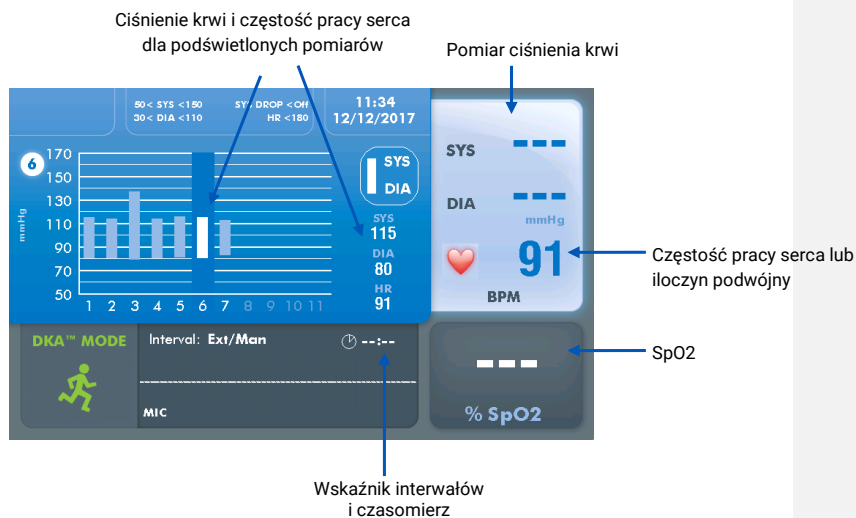 Ciśnienie krwi i częstość pracy serca
dla podświetlonych pomiarów
Pomiar ciśnienia krwi
50< SYS <150
30< DIA <110
SYS DROP <Off
HR <180
11:34
12/12/2017
6
mmHg
170
150
130
110
90
70
50
1 2 3 4 5 6 7 8 9 10 11
SYS
DIA
SYS
115
DIA
80
HR
91
SYS ---
DIA ---
mmHg
91
BPM
Częstość pracy serca lub
iloczyn podwójny
DKA™ MODE
Interval: Ext/Man
--:--
MIC
---
% SpO2
SpO2
Wskaźnik interwałów
i czasomierz